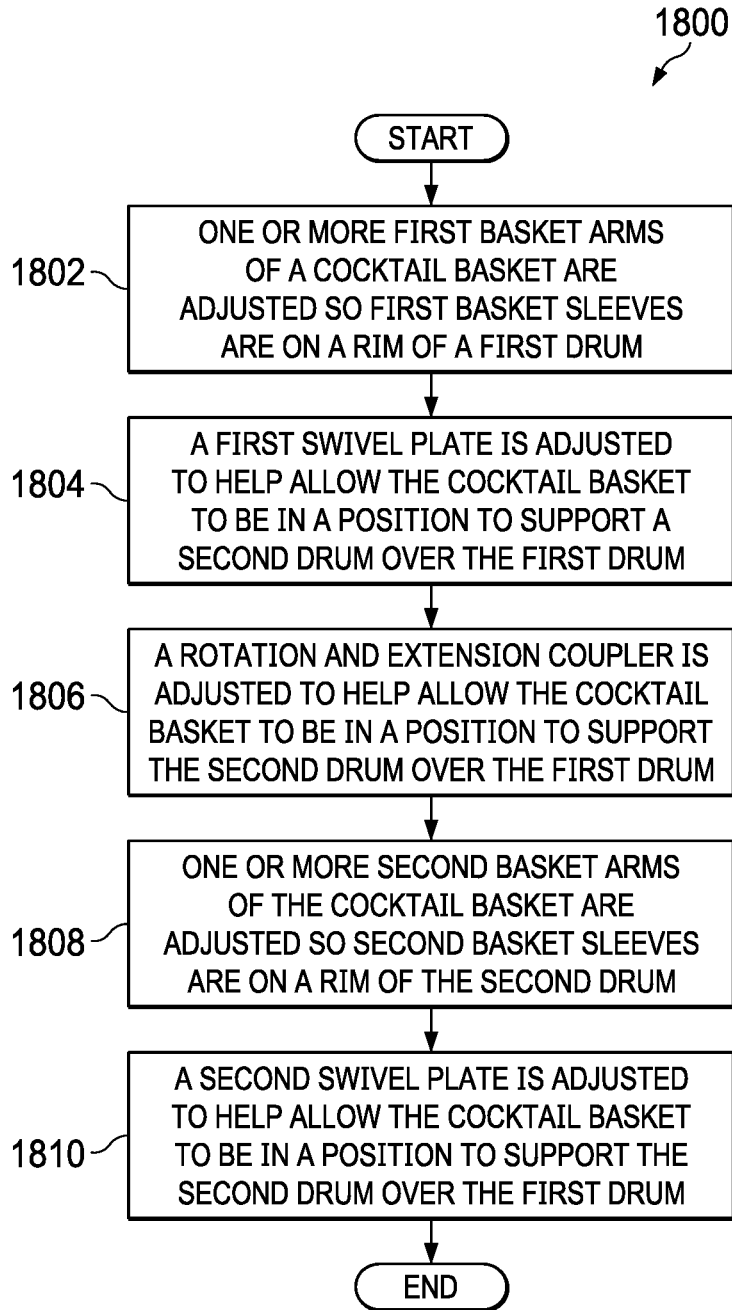 1800
START
1802
ONE OR MORE FIRST BASKET ARMS
OF A COCKTAIL BASKET ARE
ADJUSTED SO FIRST BASKET SLEEVES
ARE ON A RIM OF A FIRST DRUM
1804
A FIRST SWIVEL PLATE IS ADJUSTED
TO HELP ALLOW THE COCKTAIL BASKET
TO BE IN A POSITION TO SUPPORT A
SECOND DRUM OVER THE FIRST DRUM
1806
A ROTATION AND EXTENSION COUPLER IS
ADJUSTED TO HELP ALLOW THE COCKTAIL
BASKET TO BE IN A POSITION TO SUPPORT
THE SECOND DRUM OVER THE FIRST DRUM
1808
ONE OR MORE SECOND BASKET ARMS
OF THE COCKTAIL BASKET ARE
ADJUSTED SO SECOND BASKET SLEEVES
ARE ON A RIM OF THE SECOND DRUM
1810
A SECOND SWIVEL PLATE IS ADJUSTED
TO HELP ALLOW THE COCKTAIL BASKET
TO BE IN A POSITION TO SUPPORT THE
SECOND DRUM OVER THE FIRST DRUM
END